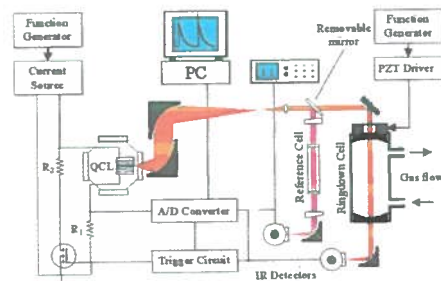 Function
Generator
Removable
mirror
Function
Generator
Current
Source
PC
PZT Driver
QCL
R2
R1
A/D Converter
Trigger Circuit
Reference Cell
Ringdown Cell
Gas flow
IR Detectors